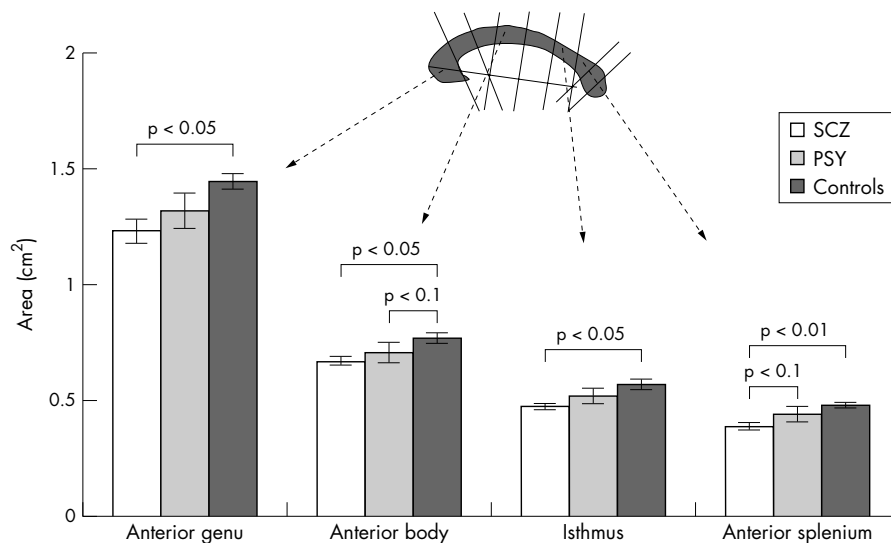 2
1.5
1
0.5
0
Area (cm²)
p < 0.05
p < 0.05
p < 0.1
p < 0.05
p < 0.01
p < 0.1
SCZ
PSY
Controls
Anterior genu
Anterior body
Isthmus
Anterior splenium